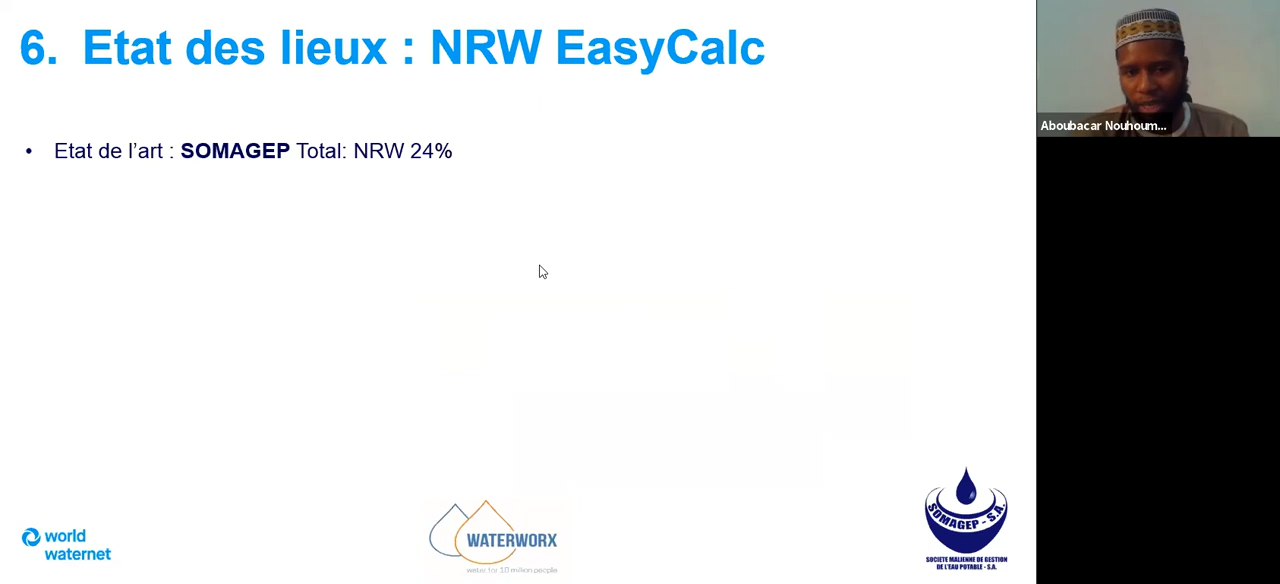 6. Etat des lieux : NRW EasyCalc
• Etat de l’art : SOMAGEP Total: NRW 24%
Aboubacar Nouhoum...
world
waternet
WATERWORX
water for 10 million people
SOMAGEP - S.A.
SOCIETE MALIENNE DE GESTION
DE L'EAU POTABLE - S.A.